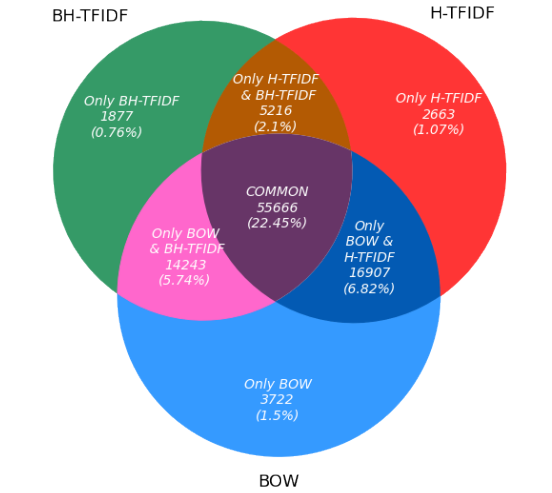 BH-TFIDF
H-TFIDF
Only H-TFIDF
& BH-TFIDF
5216
(2.1%)
Only BH-TFIDF
1877
(0.76%)
Only H-TFIDF
2663
(1.07%)
COMMON
55666
(22.45%)
Only BOW
& BH-TFIDF
14243
(5.74%)
Only
BOW &
H-TFIDF
16907
(6.82%)
Only BOW
3722
(1.5%)
BOW